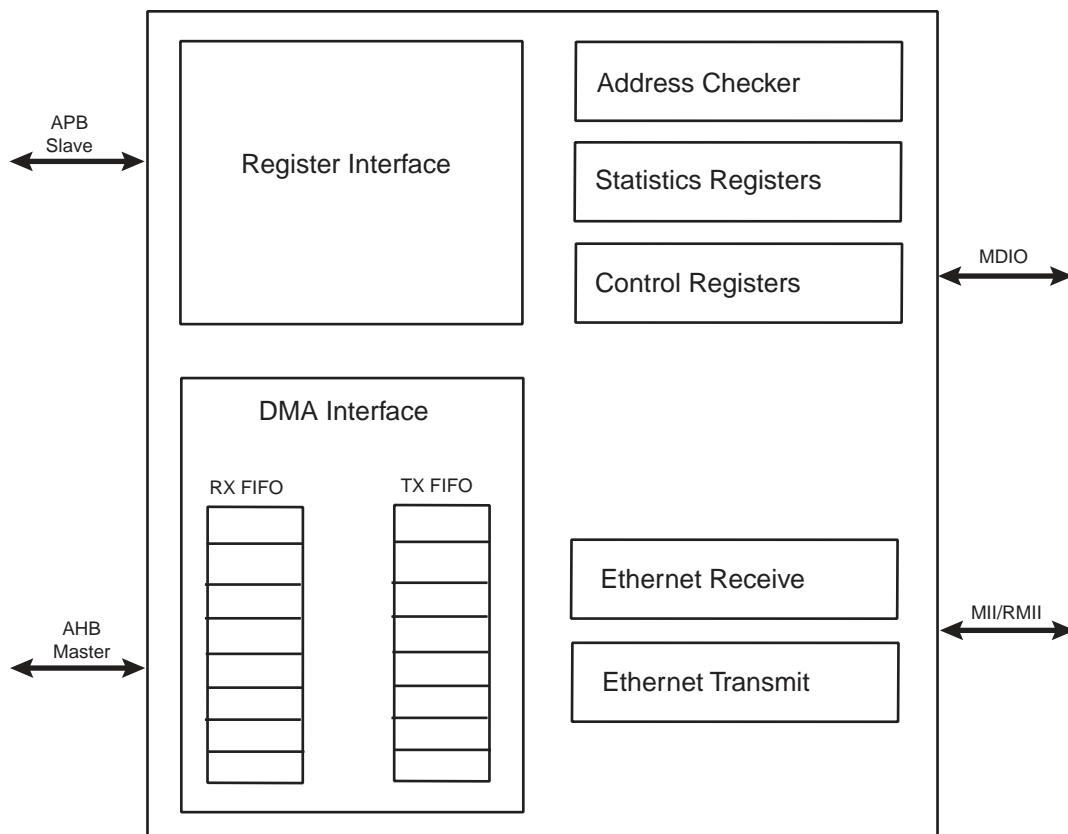 Address Checker
APB
Slave
Register Interface
Statistics Registers
MDIO
Control Registers
DMA Interface
RX FIFO
TX FIFO
Ethernet Receive
MII/RMII
AHB
Master
Ethernet Transmit